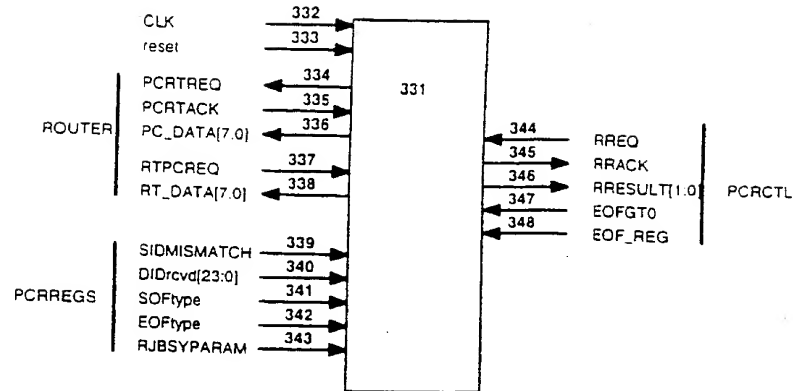 CLK 332
reset 333
PCRTREQ 334
PCRTACK 335
PC_DATA[7.0] 336
RTPCREQ 337
RT_DATA[7.0] 338
ROUTER
SIDMISMATCH 339
DIDrcvd[23:0] 340
SOFtype 341
EOFtype 342
RJBSYPARAM 343
PCRREGS
331
344 RREQ
345 RRACK
346 RRESULT[1:0]
347 EOFGT0
348 EOF_REG
PCRCTL